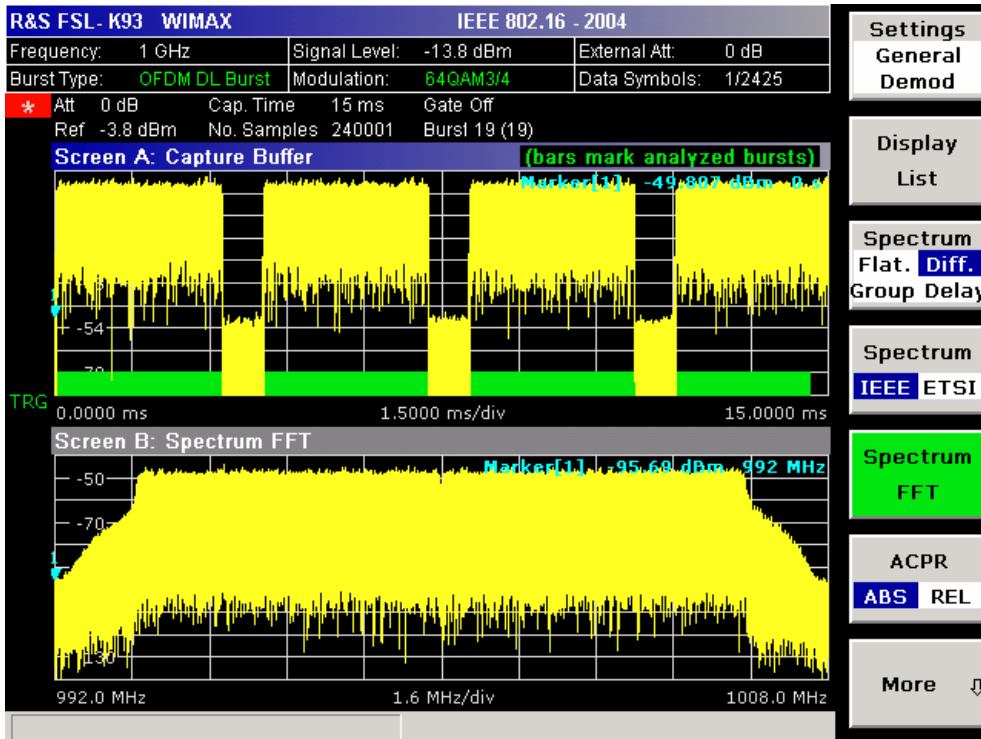 R&S FSL-K93 WIMAX IEEE 802.16 - 2004
Frequency: 1 GHz Signal Level: -13.8 dBm External Att: 0 dB
Burst Type: OFDM DL Burst Modulation: 64QAM3/4 Data Symbols: 1/2425
* Att 0 dB Cap. Time 15 ms Gate Off
Ref -3.8 dBm No. Samples 240001 Burst 19 (19)
Screen A: Capture Buffer (bars mark analyzed bursts)
Marker[1] -49.807 dBm 0 s
1
-54
TRG
0.0000 ms 1.5000 ms/div 15.0000 ms
Screen B: Spectrum FFT
Marker[1] -95.69 dBm 992 MHz
-50
-70
1
-130
992.0 MHz 1.6 MHz/div 1008.0 MHz
Settings
General
Demod
Display
List
Spectrum
Flat. Diff.
Group Delay
Spectrum
IEEE ETSI
Spectrum
FFT
ACPR
ABS REL
More ⇩